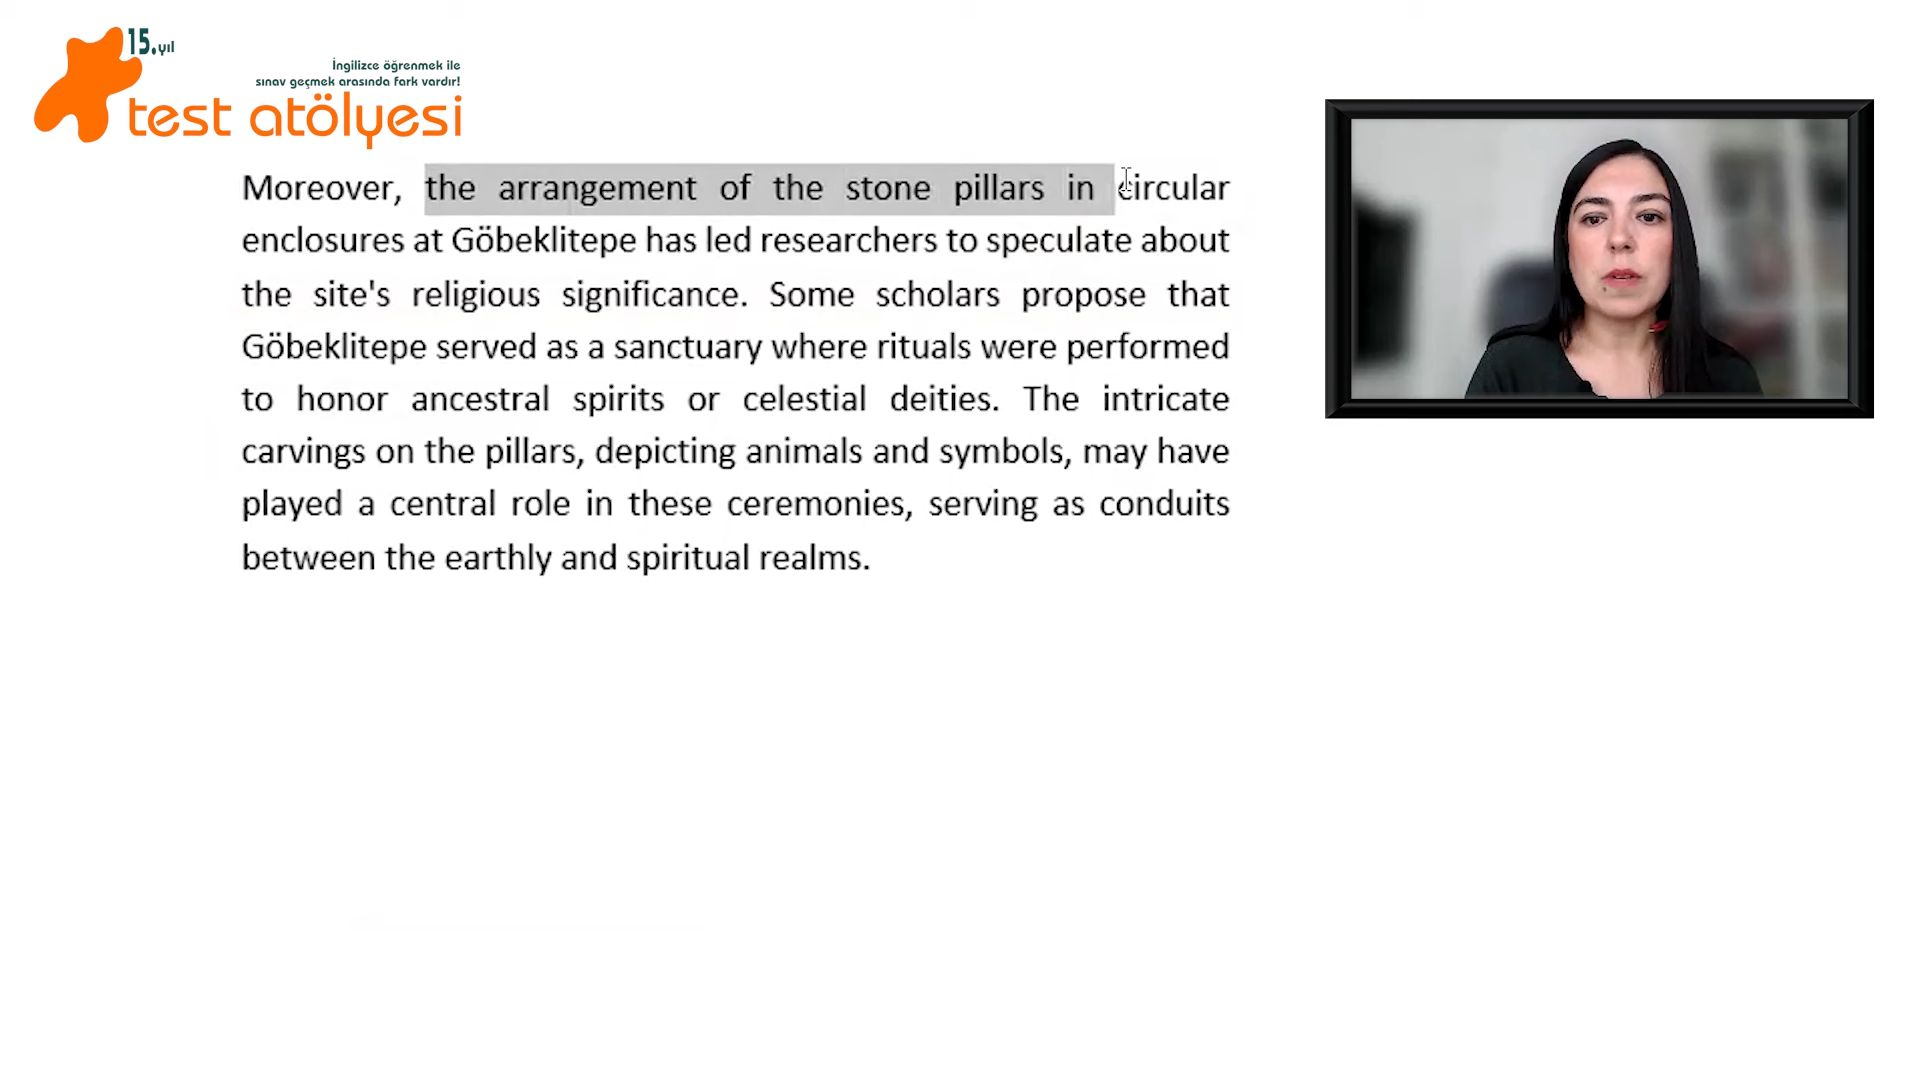 15.yıl
İngilizce öğrenmek ile
sınav geçmek arasında fark vardır!
test atölyesi
Moreover, the arrangement of the stone pillars in circular
enclosures at Göbeklitepe has led researchers to speculate about
the site's religious significance. Some scholars propose that
Göbeklitepe served as a sanctuary where rituals were performed
to honor ancestral spirits or celestial deities. The intricate
carvings on the pillars, depicting animals and symbols, may have
played a central role in these ceremonies, serving as conduits
between the earthly and spiritual realms.